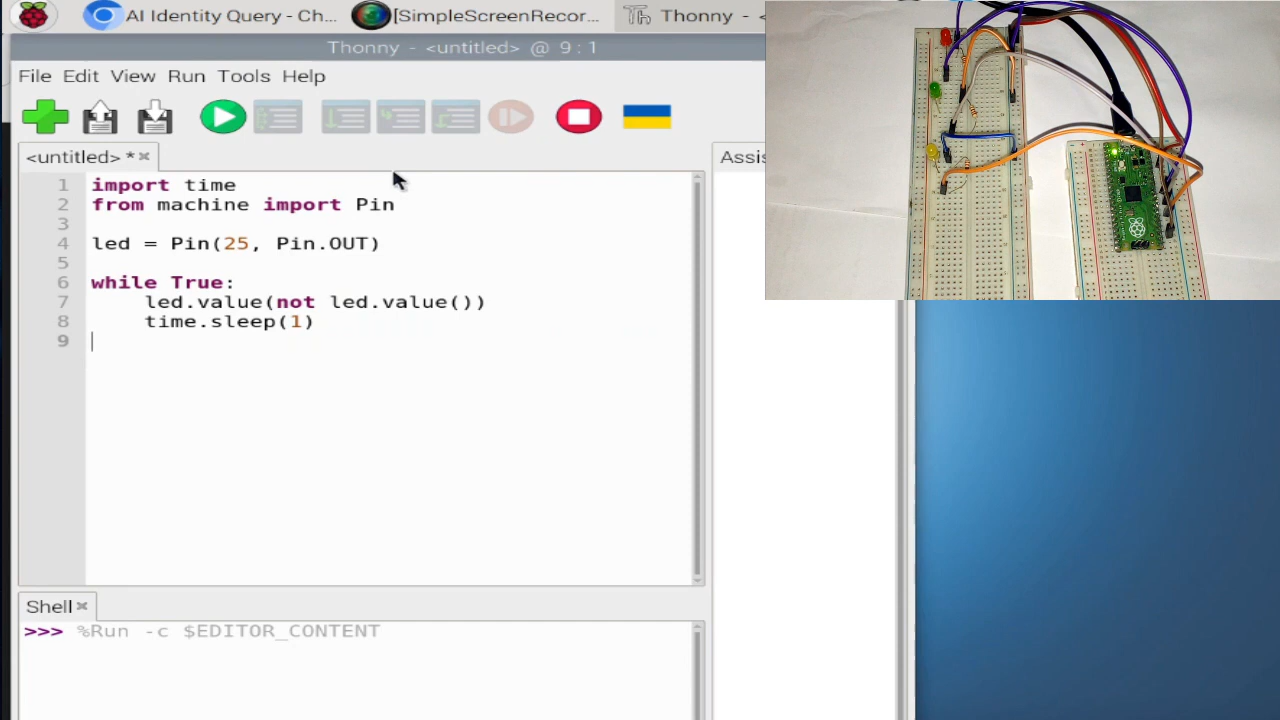 AI Identity Query - Ch...
[SimpleScreenRecor...
Thonny - <
Thonny - <untitled> @ 9:1
File Edit View Run Tools Help
<untitled> *
Assis
1 import time
2 from machine import Pin
3
4 led = Pin(25, Pin.OUT)
5
6 while True:
7 led.value(not led.value())
8 time.sleep(1)
9
Shell
>>> %Run -c $EDITOR_CONTENT